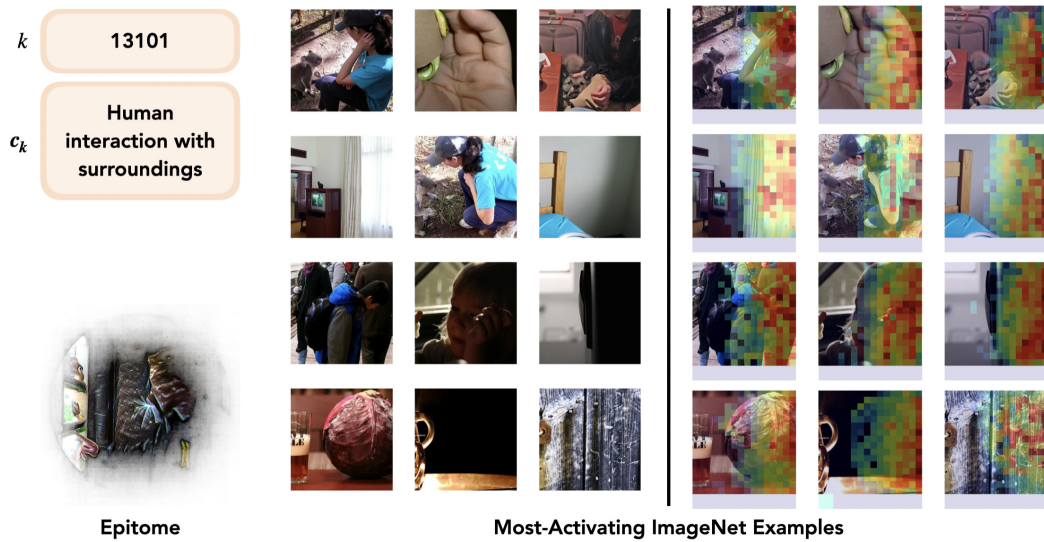 k
13101
c_k
Human
interaction with
surroundings
Epitome
Most-Activating ImageNet Examples